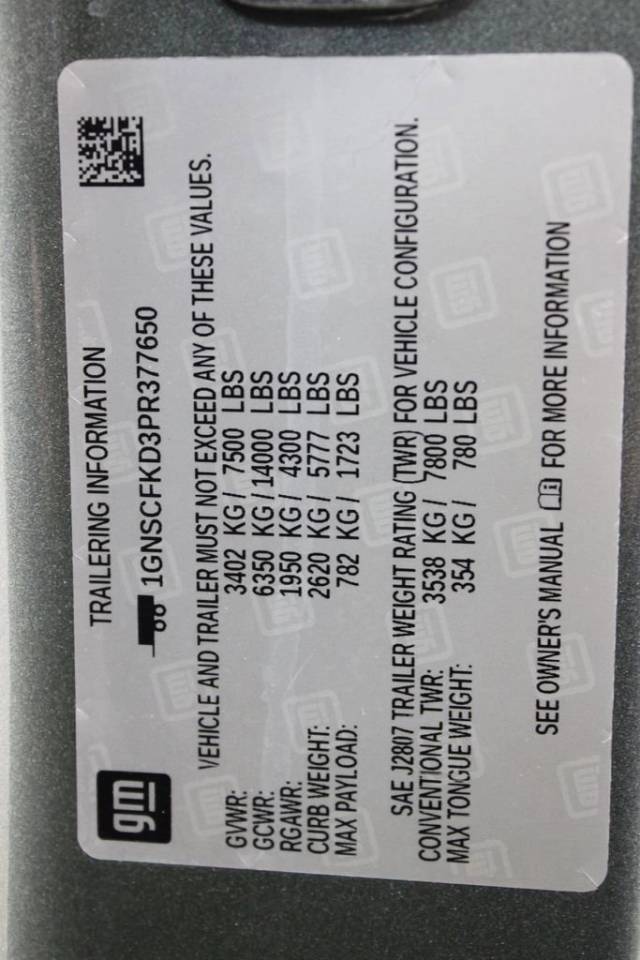 gm
TRAILERING INFORMATION
1GNSCFKD3PR377650
VEHICLE AND TRAILER MUST NOT EXCEED ANY OF THESE VALUES.
GVWR: 3402 KG / 7500 LBS
GCWR: 6350 KG / 14000 LBS
RGAWR: 1950 KG / 4300 LBS
CURB WEIGHT: 2620 KG / 5777 LBS
MAX PAYLOAD: 782 KG / 1723 LBS
SAE J2807 TRAILER WEIGHT RATING (TWR) FOR VEHICLE CONFIGURATION.
CONVENTIONAL TWR: 3538 KG / 7800 LBS
MAX TONGUE WEIGHT: 354 KG / 780 LBS
SEE OWNER'S MANUAL FOR MORE INFORMATION